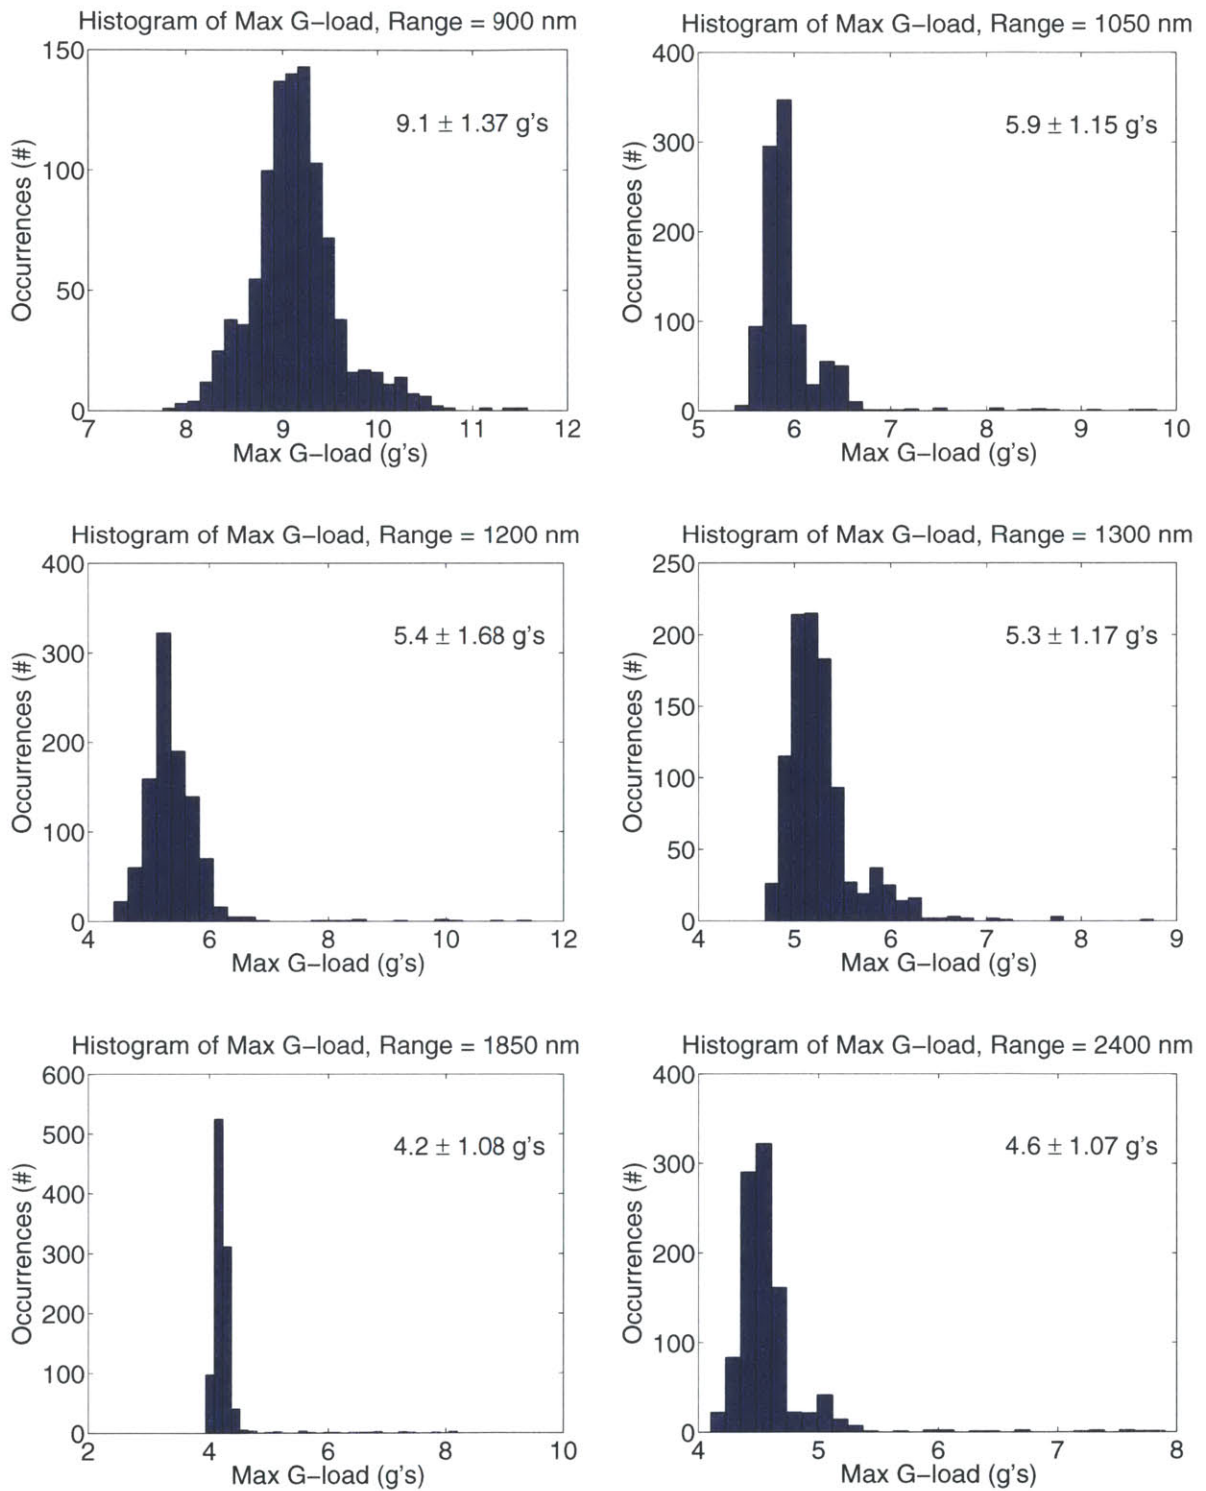 Histogram of Max G−load, Range = 900 nm
150
100
50
0
7 8 9 10 11 12
Occurrences (#)
Max G−load (g's)
9.1 ± 1.37 g's
Histogram of Max G−load, Range = 1050 nm
400
300
200
100
0
5 6 7 8 9 10
Occurrences (#)
Max G−load (g's)
5.9 ± 1.15 g's
Histogram of Max G−load, Range = 1200 nm
400
300
200
100
0
4 6 8 10 12
Occurrences (#)
Max G−load (g's)
5.4 ± 1.68 g's
Histogram of Max G−load, Range = 1300 nm
250
200
150
100
50
0
4 5 6 7 8 9
Occurrences (#)
Max G−load (g's)
5.3 ± 1.17 g's
Histogram of Max G−load, Range = 1850 nm
600
500
400
300
200
100
0
2 4 6 8 10
Occurrences (#)
Max G−load (g's)
4.2 ± 1.08 g's
Histogram of Max G−load, Range = 2400 nm
400
300
200
100
0
4 5 6 7 8
Occurrences (#)
Max G−load (g's)
4.6 ± 1.07 g's